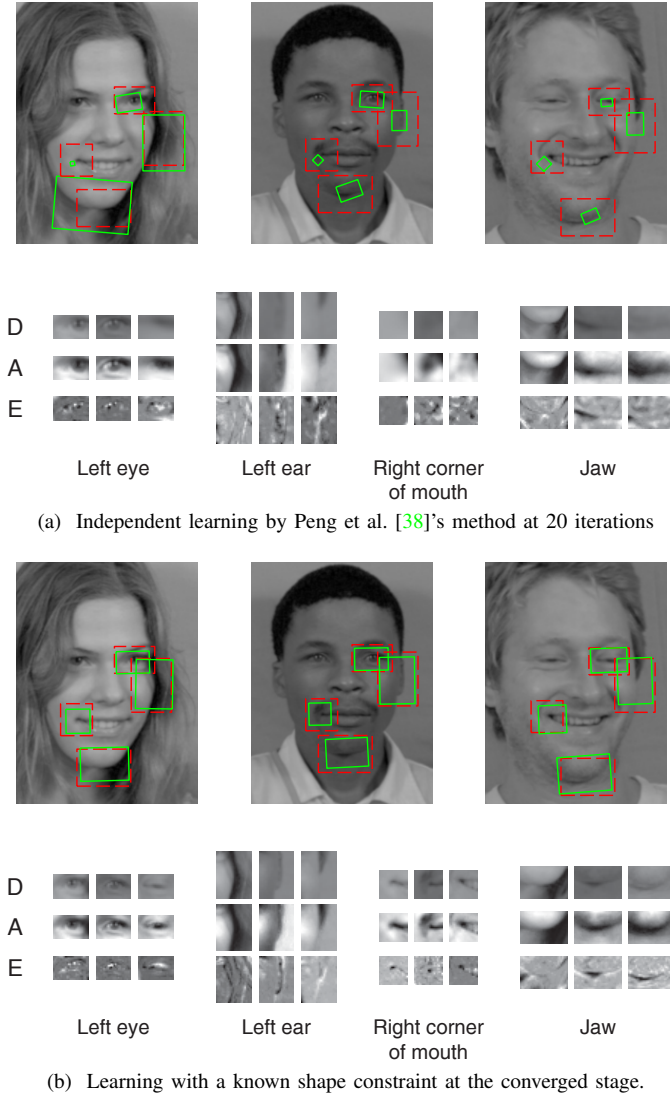 D
A
E
Left eye
Left ear
Right corner
of mouth
Jaw
(a) Independent learning by Peng et al. [38]'s method at 20 iterations
D
A
E
Left eye
Left ear
Right corner
of mouth
Jaw
(b) Learning with a known shape constraint at the converged stage.